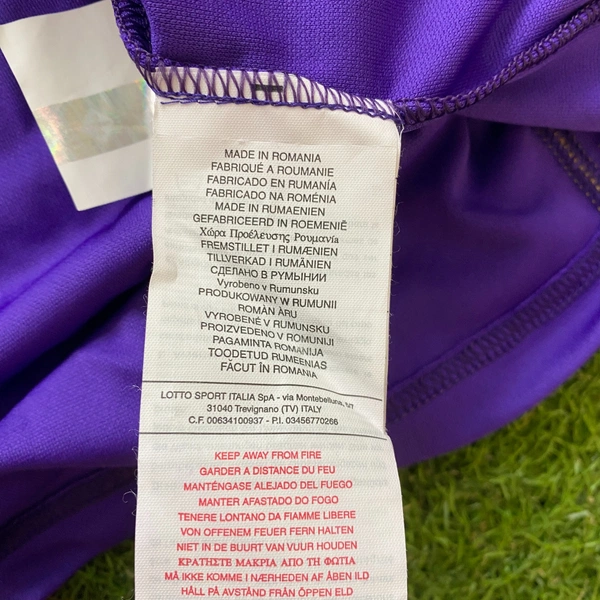 MADE IN ROMANIA
FABRIQUÉ A ROUMANIE
FABRICADO EN RUMANÍA
FABRICADO NA ROMÉNIA
MADE IN RUMAENIEN
GEFABRICEERD IN ROEMENIË
Χώρα Προέλευσης Ρουμανία
FREMSTILLET I RUMÆNIEN
TILLVERKAD I RUMÄNIEN
СДЕЛАНО В РУМЫНИИ
Vyrobeno v Rumunsku
PRODUKOWANY W RUMUNII
ROMÁN ÁRU
VYROBENÉ V RUMUNSKU
PROIZVEDENO V ROMUNIJI
PAGAMINTA ROMANIJA
TOODETUD RUMEENIAS
FĂCUT ÎN ROMANIA
LOTTO SPORT ITALIA SpA - via Montebelluna, 5/7
31040 Trevignano (TV) ITALY
C.F. 00634100937 - P.I. 03456770266
KEEP AWAY FROM FIRE
GARDER A DISTANCE DU FEU
MANTÉNGASE ALEJADO DEL FUEGO
MANTER AFASTADO DO FOGO
TENERE LONTANO DA FIAMME LIBERE
VON OFFENEM FEUER FERN HALTEN
NIET IN DE BUURT VAN VUUR HOUDEN
ΚΡΑΤΗΣΤΕ ΜΑΚΡΙΑ ΑΠΟ ΤΗ ΦΩΤΙΑ
MÅ IKKE KOMME I NÆRHEDEN AF ÅBEN ILD
HÅLL PÅ AVSTÅND FRÅN ÖPPEN ELD